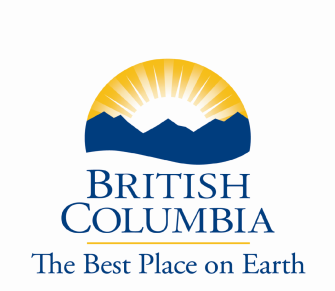 BRITISH
COLUMBIA
The Best Place on Earth